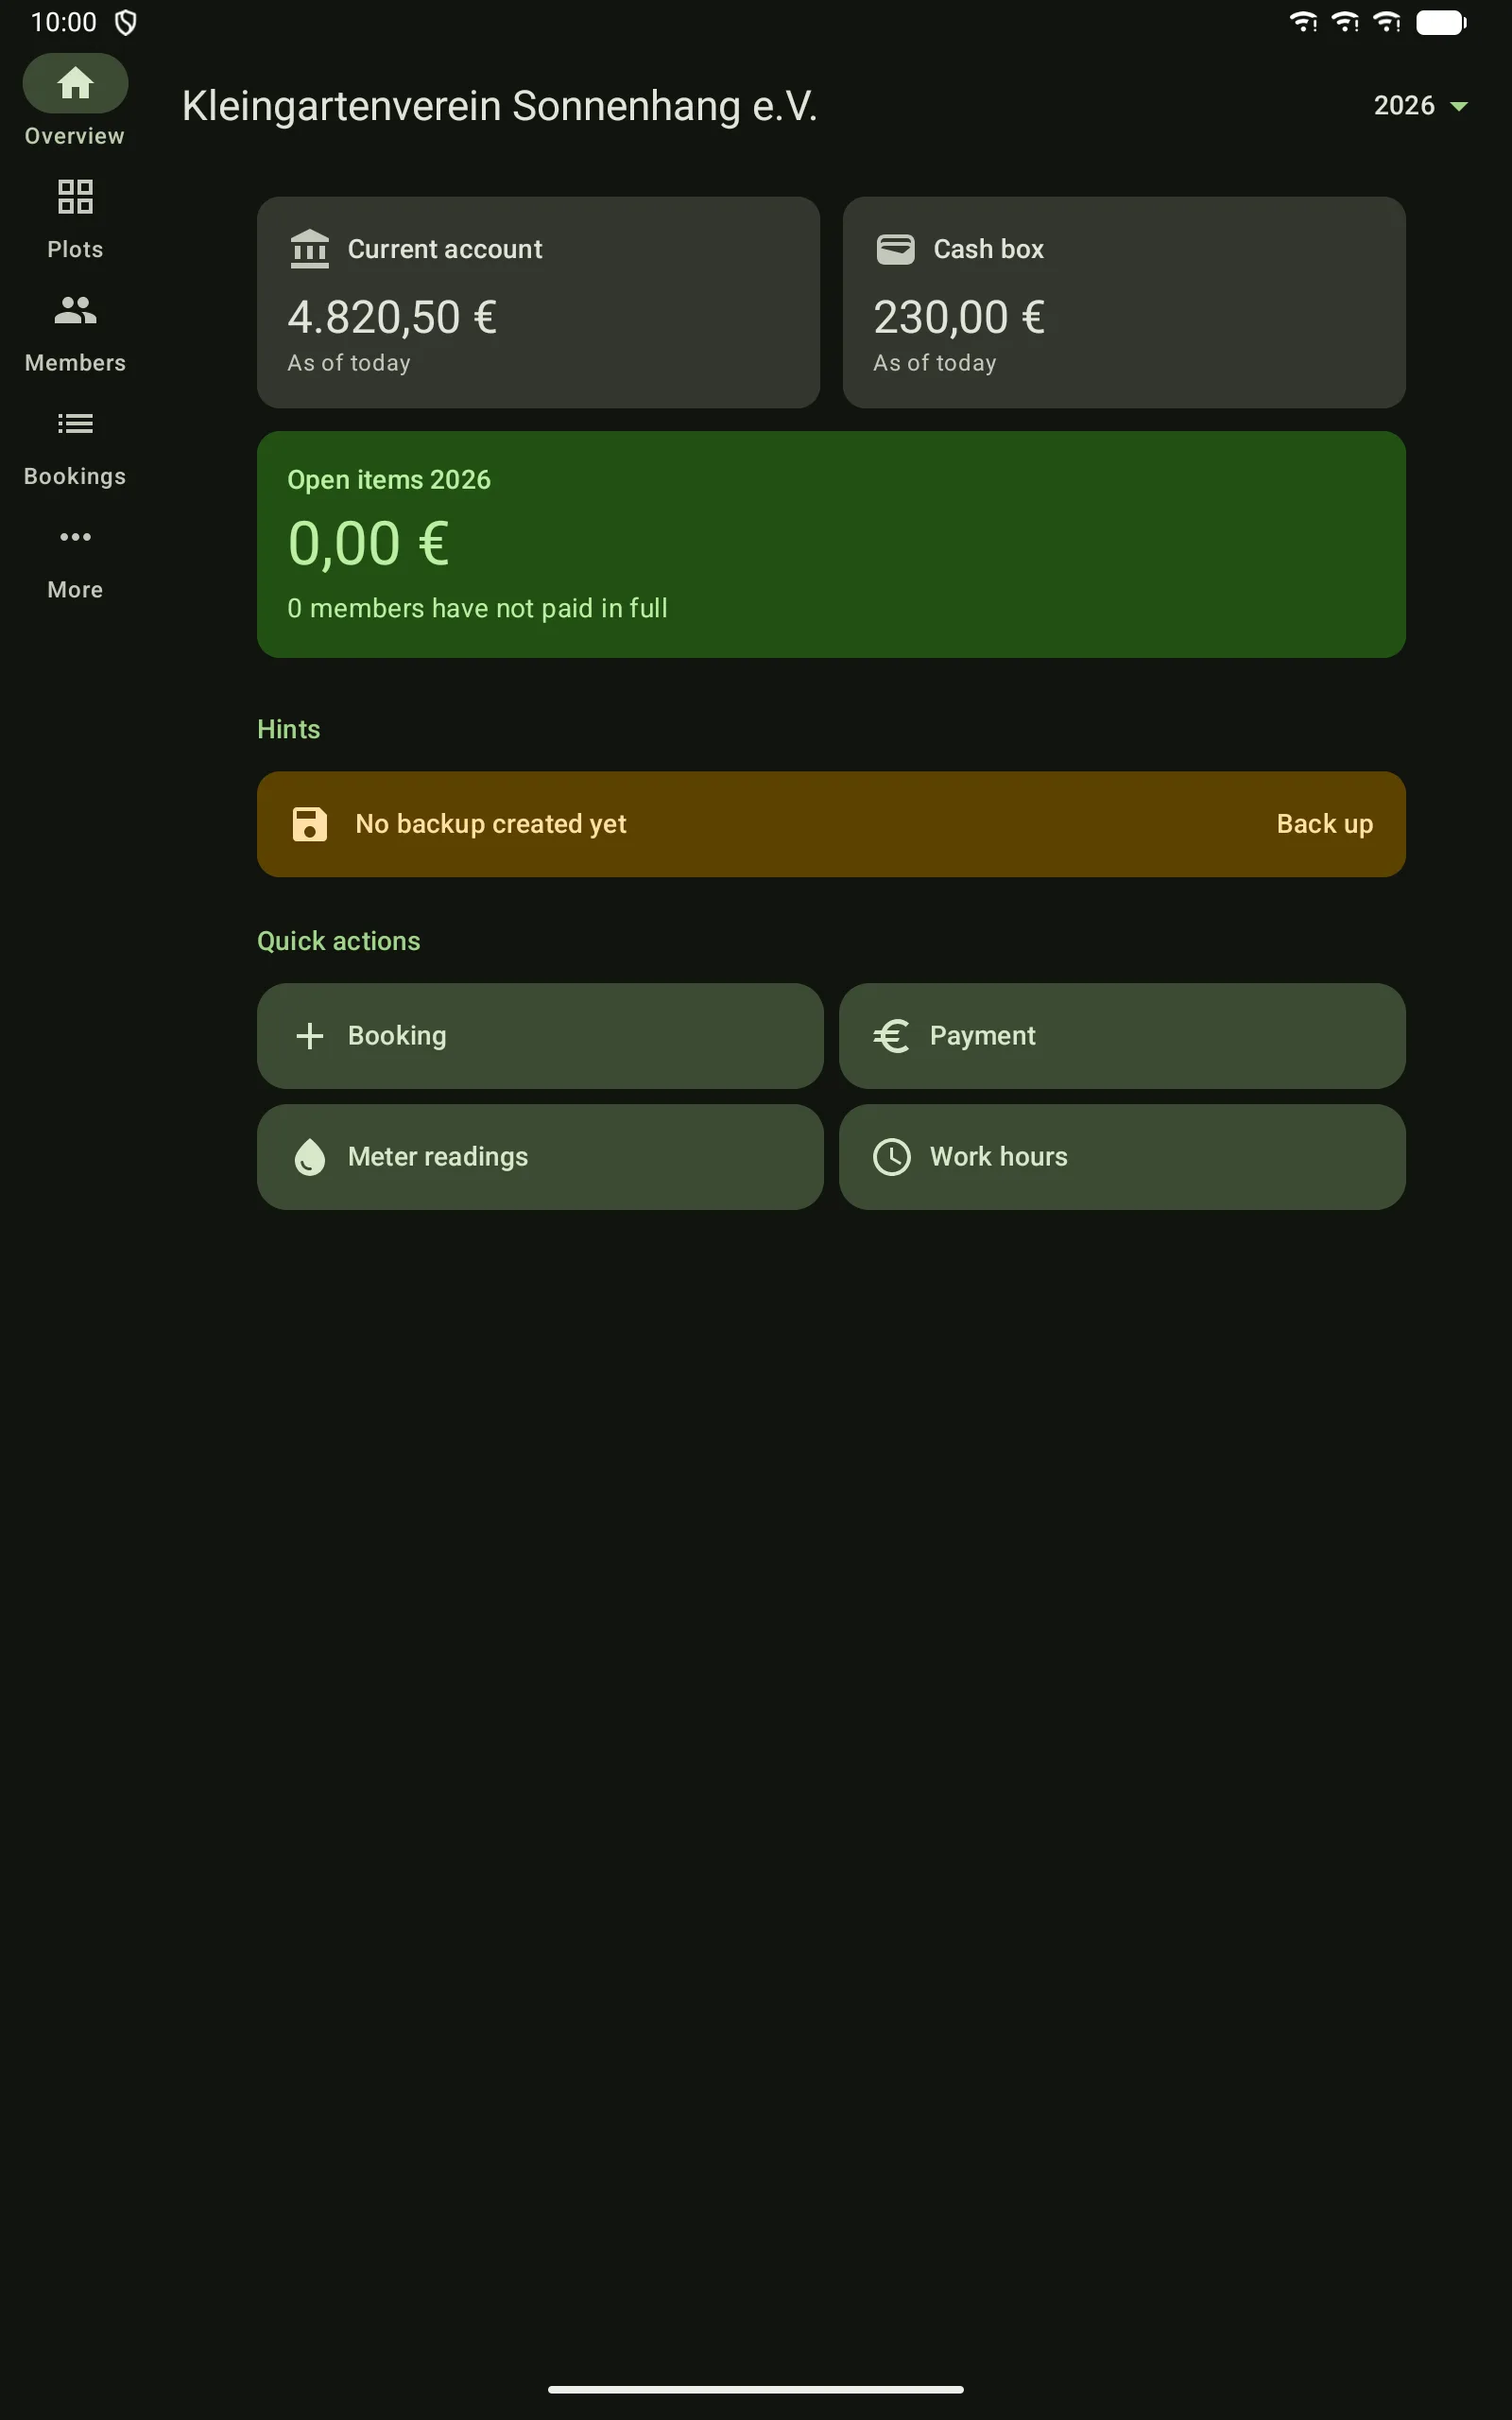 10:00
Kleingartenverein Sonnenhang e.V.
2026
Overview
Plots
Members
Bookings
More
Current account
4.820,50 €
As of today
Cash box
230,00 €
As of today
Open items 2026
0,00 €
0 members have not paid in full
Hints
No backup created yet
Back up
Quick actions
Booking
Payment
Meter readings
Work hours